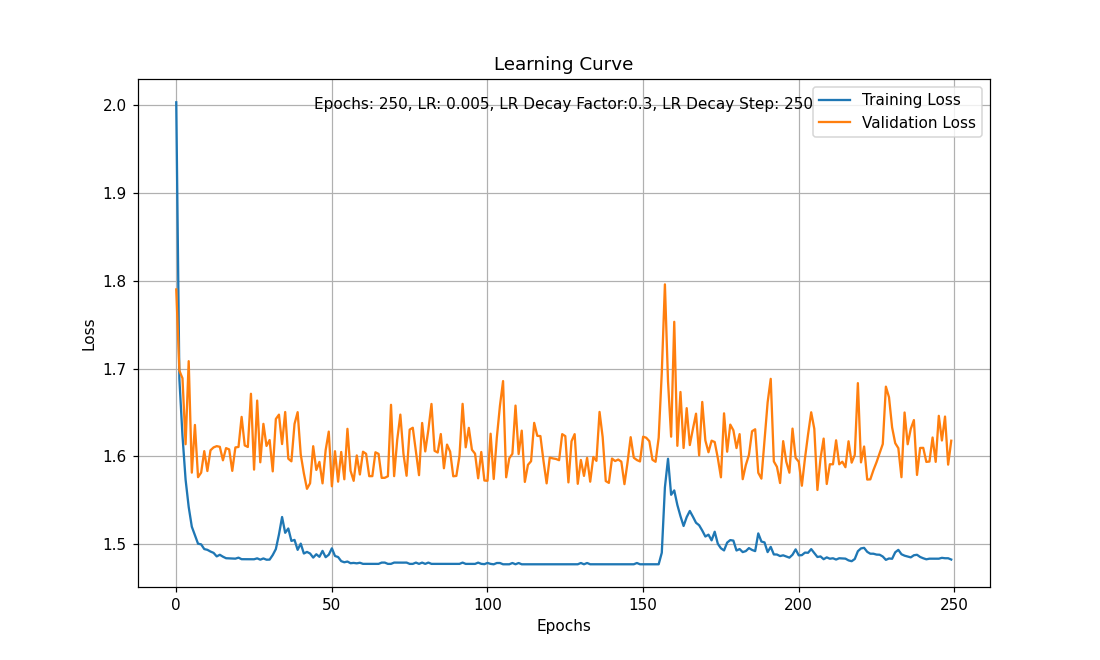 Learning Curve
Epochs: 250, LR: 0.005, LR Decay Factor:0.3, LR Decay Step: 250
Training Loss
Validation Loss
2.0
1.9
1.8
1.7
1.6
1.5
Loss
0
50
100
150
200
250
Epochs